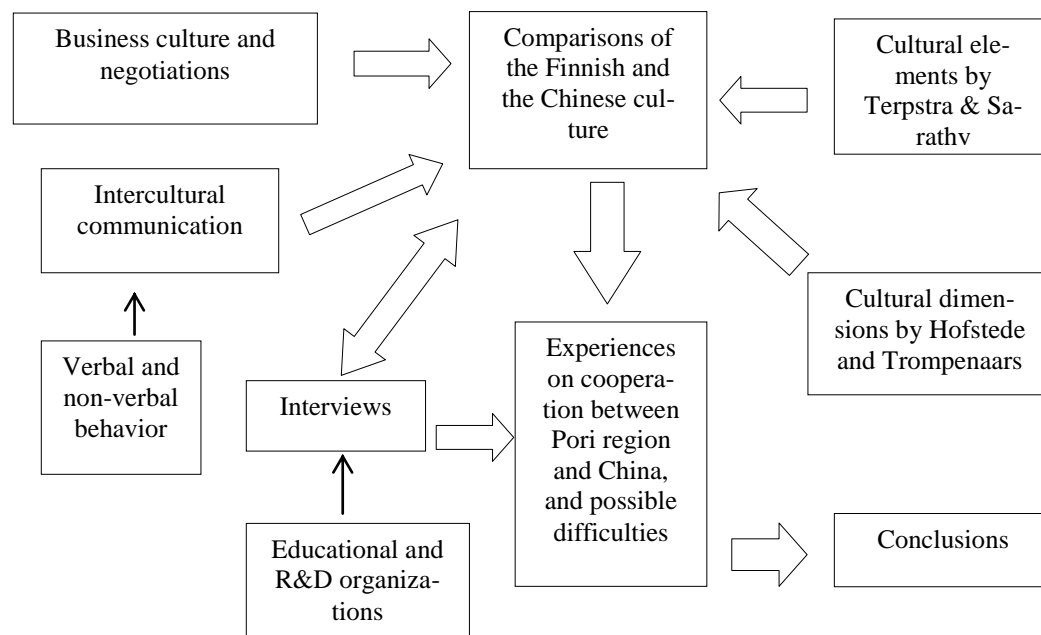 Business culture and
negotiations
Comparisons of
the Finnish and
the Chinese cul-
ture
Cultural ele-
ments by
Terpstra & Sa-
rathy
Intercultural
communication
Cultural dimen-
sions by Hofstede
and Trompenaars
Verbal and
non-verbal
behavior
Interviews
Experiences
on coopera-
tion between
Pori region
and China,
and possible
difficulties
Educational and
R&D organiza-
tions
Conclusions